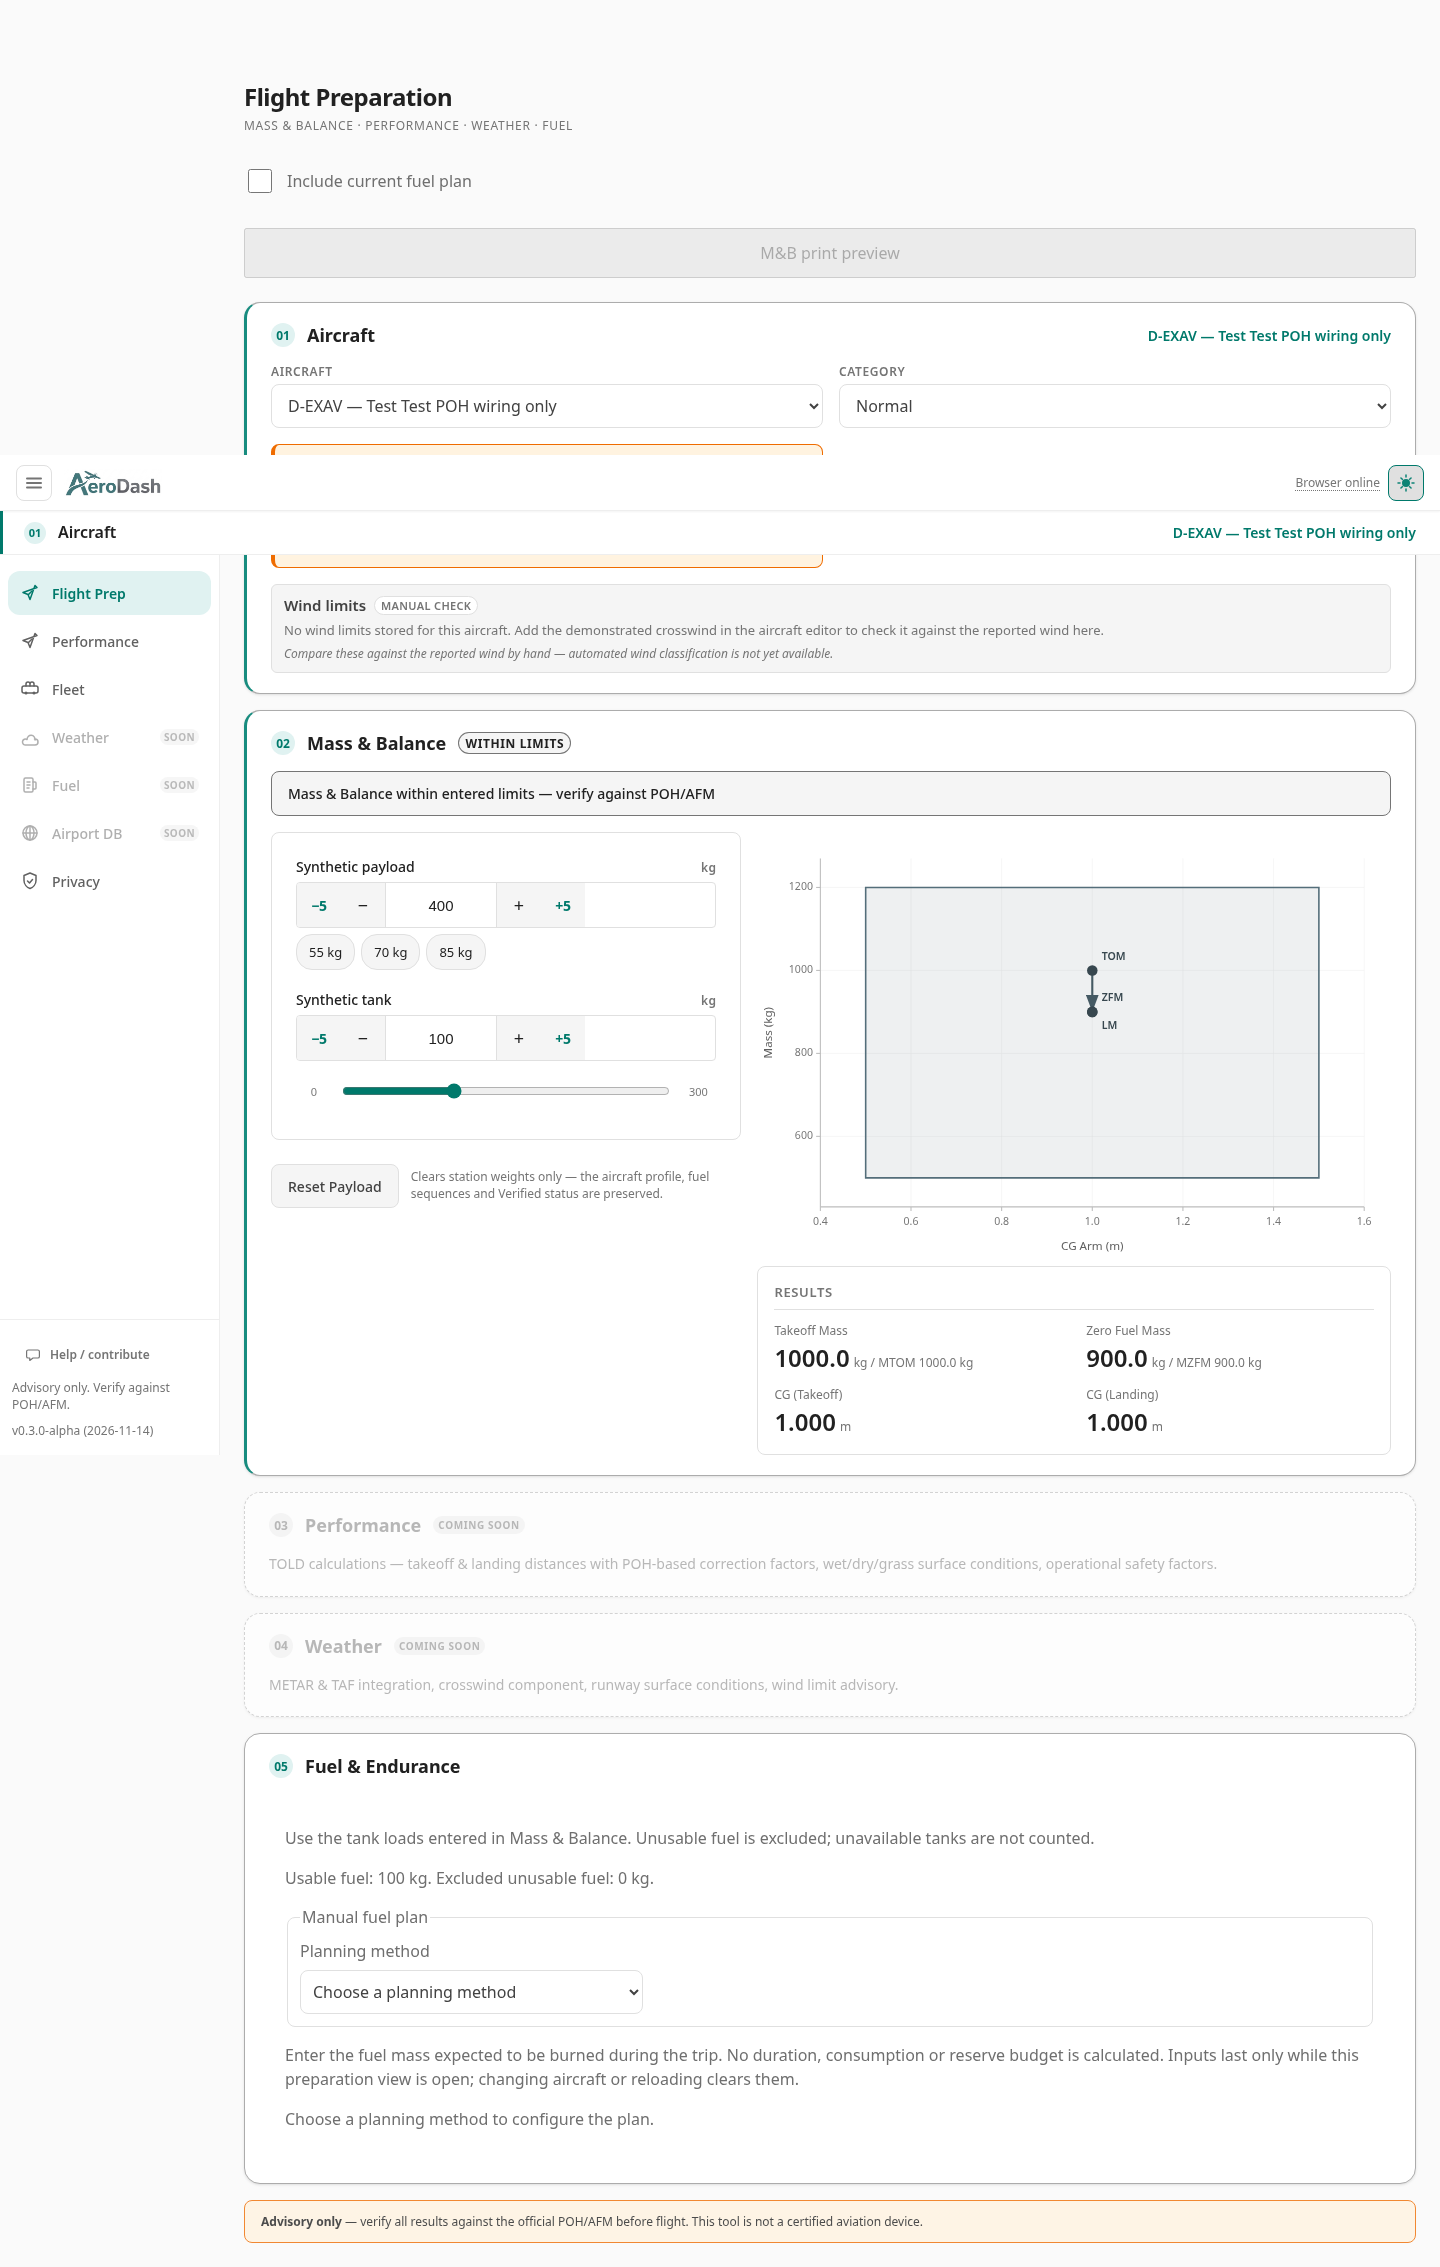 Flight Preparation
MASS & BALANCE · PERFORMANCE · WEATHER · FUEL
Include current fuel plan
M&B print preview
01 Aircraft
D-EXAV — Test Test POH wiring only
AIRCRAFT
CATEGORY
D-EXAV — Test Test POH wiring only
Normal
AeroDash
Browser online
01 Aircraft
D-EXAV — Test Test POH wiring only
Flight Prep
Performance
Fleet
Weather SOON
Fuel SOON
Airport DB SOON
Privacy
Help / contribute
Advisory only. Verify against
POH/AFM.
v0.3.0-alpha (2026-11-14)
Wind limits MANUAL CHECK
No wind limits stored for this aircraft. Add the demonstrated crosswind in the aircraft editor to check it against the reported wind here.
Compare these against the reported wind by hand — automated wind classification is not yet available.
02 Mass & Balance WITHIN LIMITS
Mass & Balance within entered limits — verify against POH/AFM
Synthetic payload kg
−5 − 400 + +5
55 kg 70 kg 85 kg
Synthetic tank kg
−5 − 100 + +5
0 300
Reset Payload
Clears station weights only — the aircraft profile, fuel
sequences and Verified status are preserved.
Mass (kg)
1200
1000
800
600
TOM
ZFM
LM
0.4 0.6 0.8 1.0 1.2 1.4 1.6
CG Arm (m)
RESULTS
Takeoff Mass
1000.0 kg / MTOM 1000.0 kg
Zero Fuel Mass
900.0 kg / MZFM 900.0 kg
CG (Takeoff)
1.000 m
CG (Landing)
1.000 m
03 Performance COMING SOON
TOLD calculations — takeoff & landing distances with POH-based correction factors, wet/dry/grass surface conditions, operational safety factors.
04 Weather COMING SOON
METAR & TAF integration, crosswind component, runway surface conditions, wind limit advisory.
05 Fuel & Endurance
Use the tank loads entered in Mass & Balance. Unusable fuel is excluded; unavailable tanks are not counted.
Usable fuel: 100 kg. Excluded unusable fuel: 0 kg.
Manual fuel plan
Planning method
Choose a planning method
Enter the fuel mass expected to be burned during the trip. No duration, consumption or reserve budget is calculated. Inputs last only while this
preparation view is open; changing aircraft or reloading clears them.
Choose a planning method to configure the plan.
Advisory only — verify all results against the official POH/AFM before flight. This tool is not a certified aviation device.